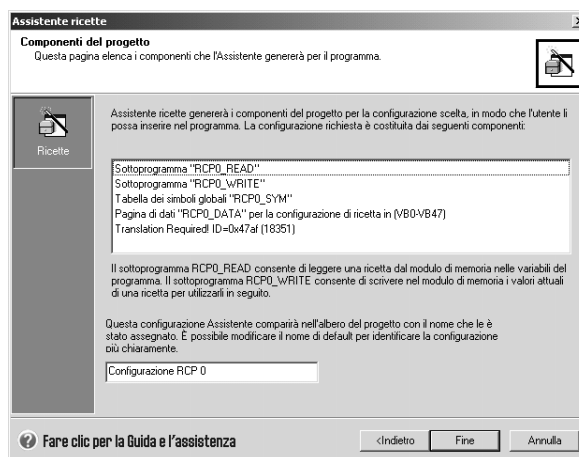 Assistente ricette
Componenti del progetto
Questa pagina elenca i componenti che l'Assistente genererà per il programma.
Ricette
Assistente ricette genererà i componenti del progetto per la configurazione scelta, in modo che l'utente li
possa inserire nel programma. La configurazione richiesta è costituita dai seguenti componenti:
Sottoprogramma "RCP0_READ"
Sottoprogramma "RCP0_WRITE"
Tabella dei simboli globali "RCP0_SYM"
Pagina di dati "RCP0_DATA" per la configurazione di ricetta in (VB0-VB47)
Translation Required! ID=0x47af (18351)
Il sottoprogramma RCP0_READ consente di leggere una ricetta dal modulo di memoria nelle variabili del
programma. Il sottoprogramma RCP0_WRITE consente di scrivere nel modulo di memoria i valori attuali
di una ricetta per utilizzarli in seguito.
Questa configurazione Assistente comparirà nell'albero del progetto con il nome che le è
stato assegnato. È possibile modificare il nome di default per identificare la configurazione
più chiaramente.
Configurazione RCP 0
Fare clic per la Guida e l'assistenza
<Indietro
Fine
Annulla